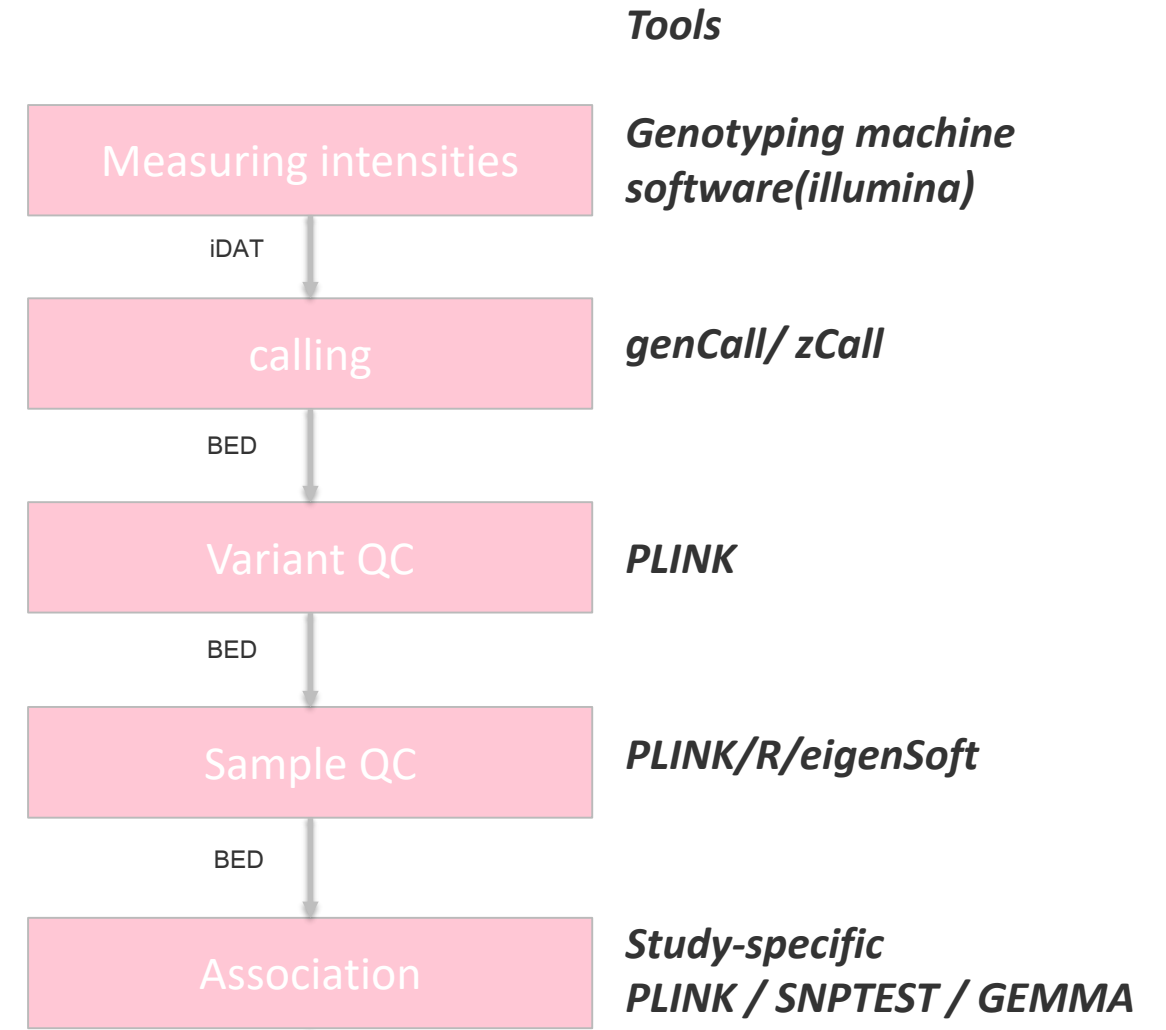 Tools
Measuring intensities
Genotyping machine
software(illumina)
iDAT
calling
genCall/ zCall
BED
Variant QC
PLINK
BED
Sample QC
PLINK/R/eigenSoft
BED
Association
Study-specific
PLINK / SNPTEST / GEMMA